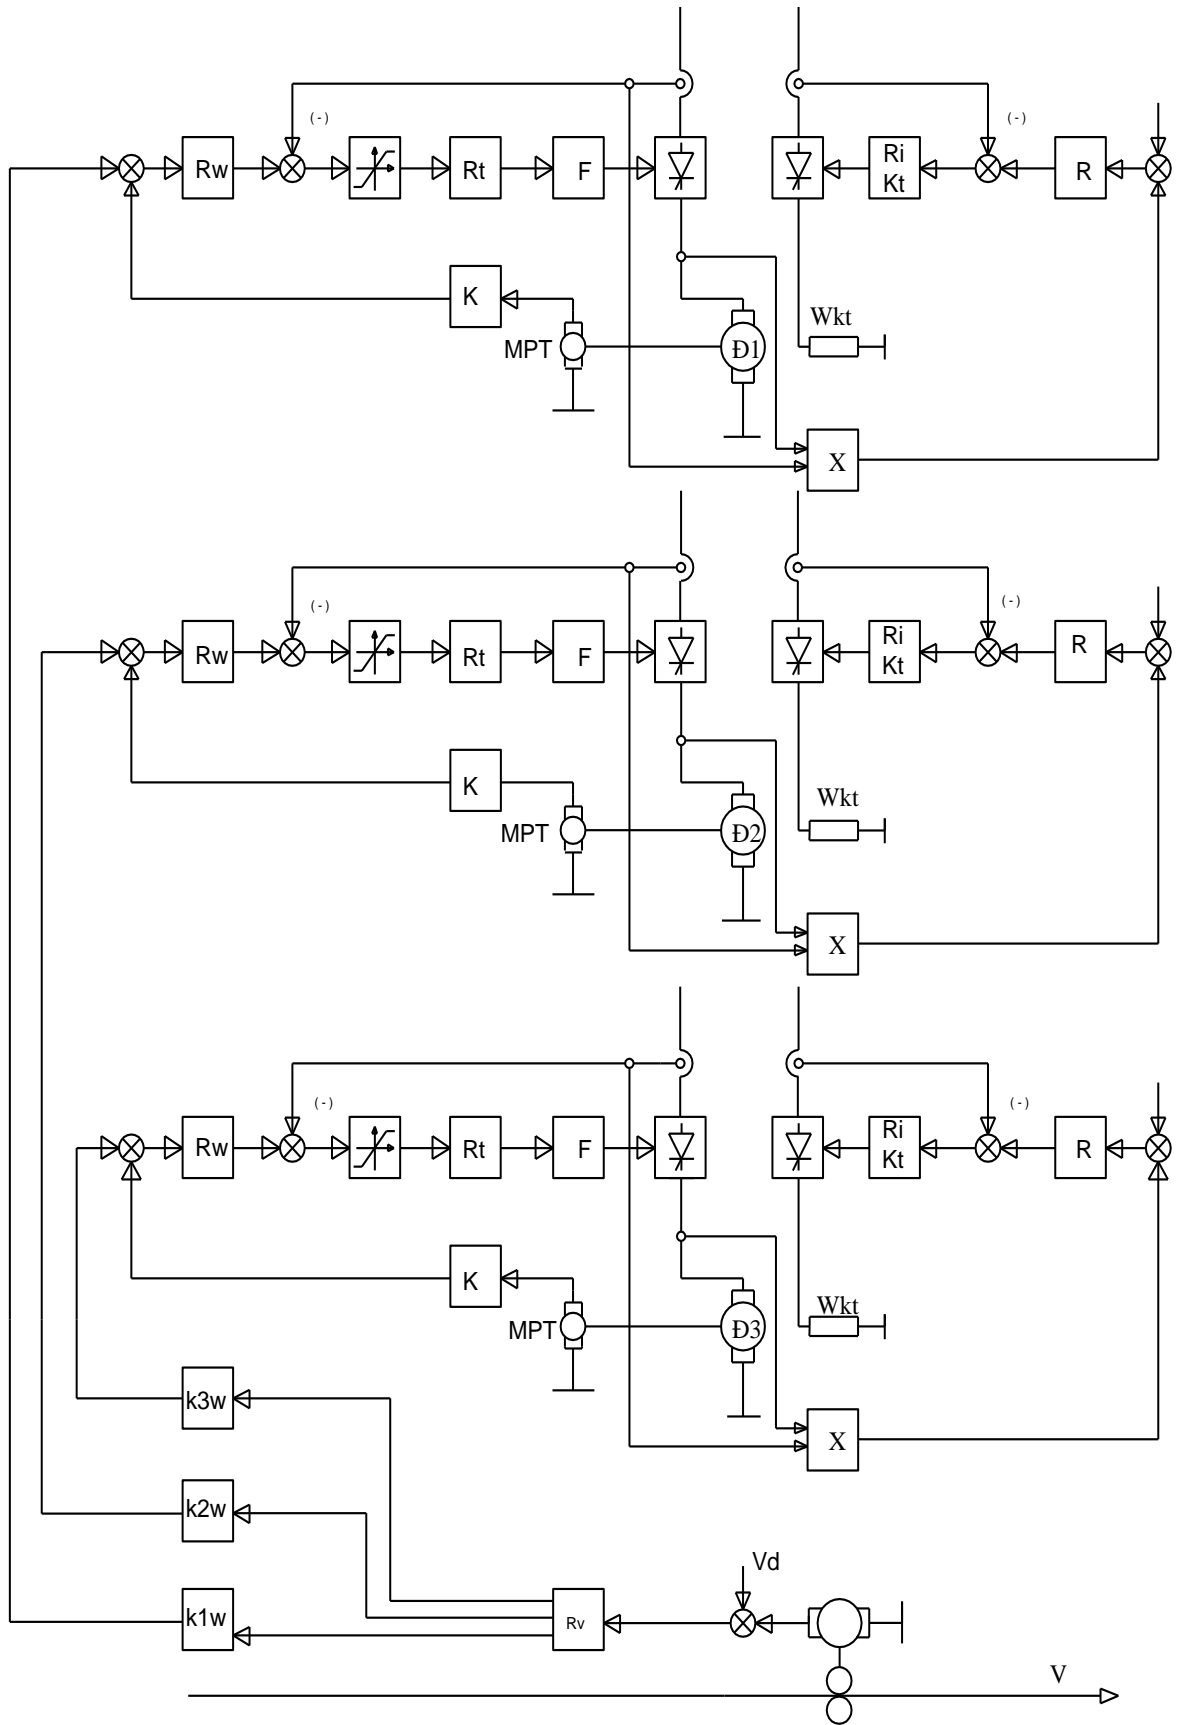 (-)
(-)
Rw
Rt
F
Ri
Kt
R
K
Wkt
MPT
Đ1
X
(-)
(-)
Rw
Rt
F
Ri
Kt
R
K
Wkt
MPT
Đ2
X
(-)
(-)
Rw
Rt
F
Ri
Kt
R
K
Wkt
MPT
Đ3
k3w
X
k2w
Vd
k1w
Rv
V